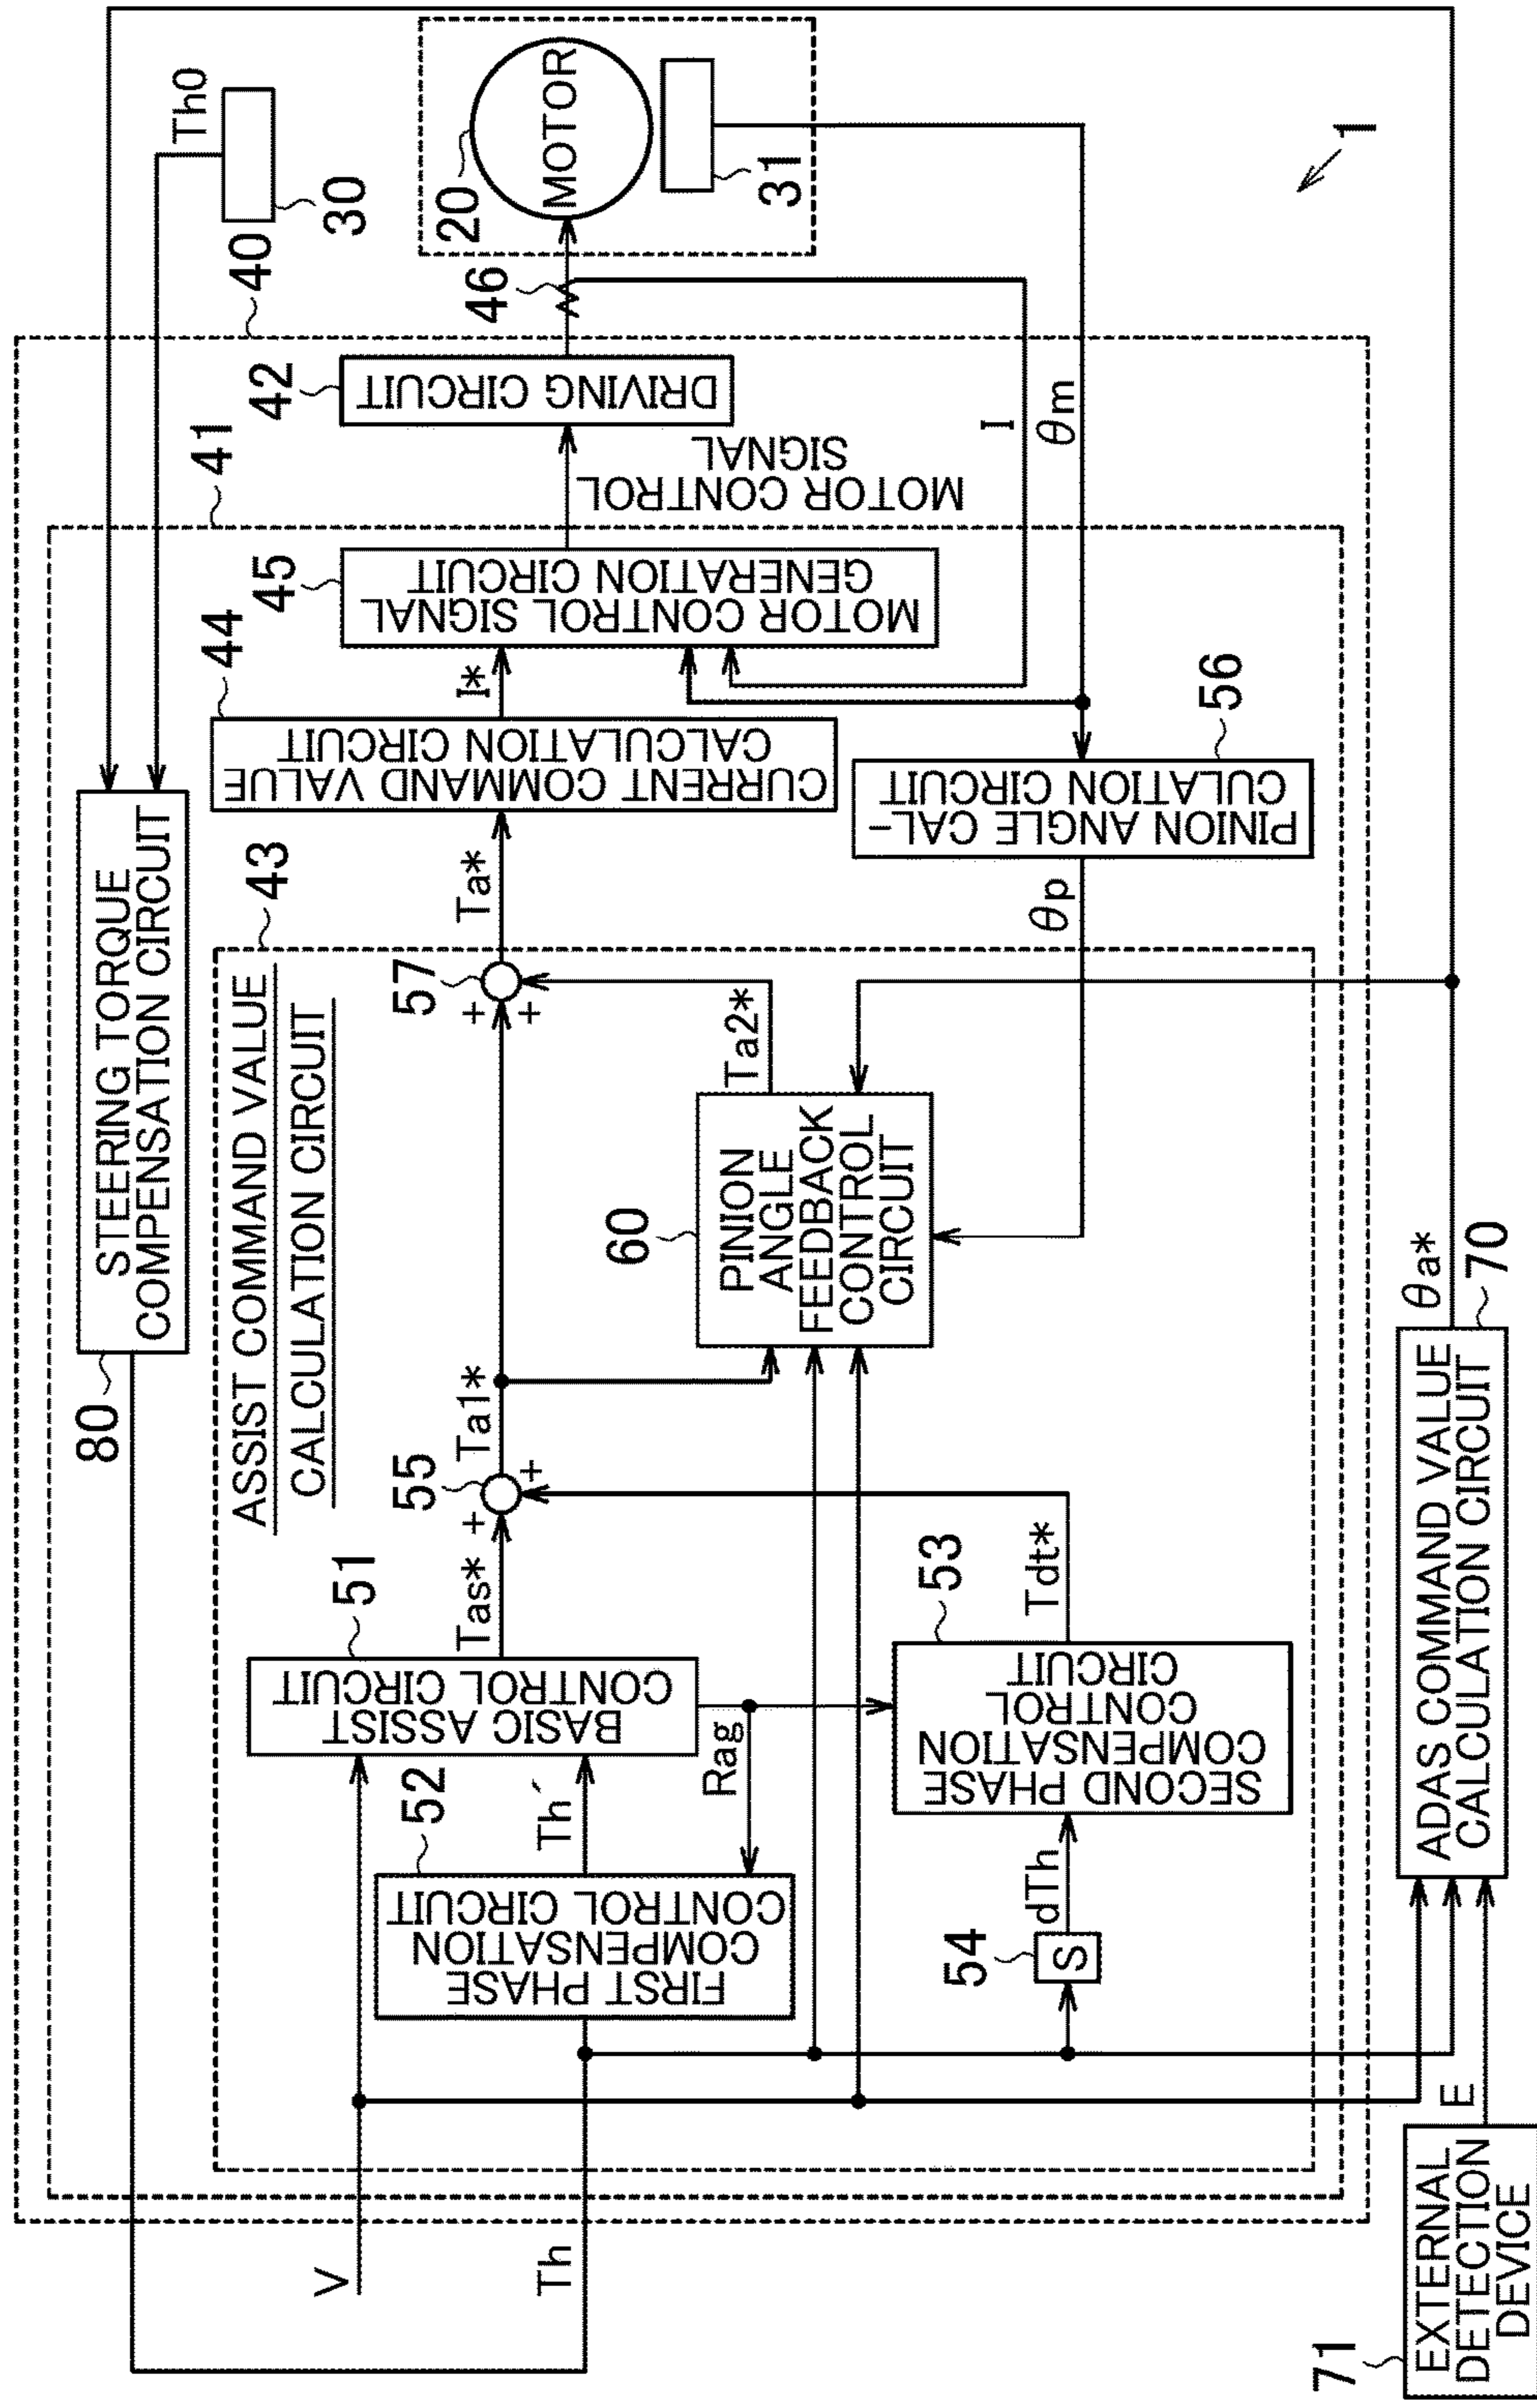 1
Th0
30
40
41
42
DRIVING CIRCUIT
46
20
MOTOR
31
MOTOR CONTROL
SIGNAL
I
θm
80
STEERING TORQUE
COMPENSATION CIRCUIT
43
44
CURRENT COMMAND VALUE
CALCULATION CIRCUIT
I*
45
MOTOR CONTROL SIGNAL
GENERATION CIRCUIT
56
PINION ANGLE CAL-
CULATION CIRCUIT
θp
ASSIST COMMAND VALUE
CALCULATION CIRCUIT
57
+
+
Ta*
Ta2*
60
PINION
ANGLE
FEEDBACK
CONTROL
CIRCUIT
55
+
+
Ta1*
Tas*
51
BASIC ASSIST
CONTROL CIRCUIT
Th´
Rag
52
FIRST PHASE
COMPENSATION
CONTROL CIRCUIT
53
SECOND PHASE
COMPENSATION
CONTROL
CIRCUIT
Tdt*
dTh
54
S
V
Th
θa*
70
ADAS COMMAND VALUE
CALCULATION CIRCUIT
E
71
EXTERNAL
DETECTION
DEVICE